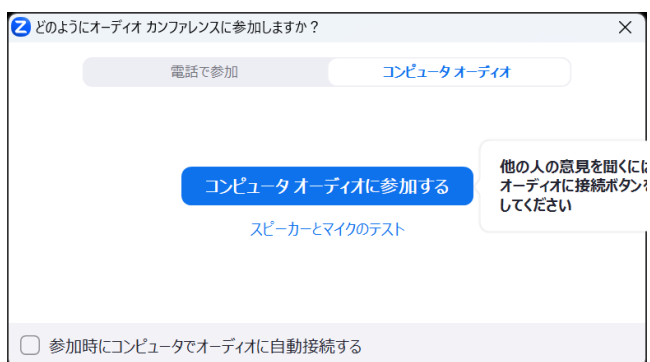 どのようにオーディオ カンファレンスに参加しますか？
電話で参加
コンピュータ オーディオ
コンピュータ オーディオに参加する
他の人の意見を聞くには
オーディオに接続ボタンを
してください
スピーカーとマイクのテスト
参加時にコンピュータでオーディオに自動接続する